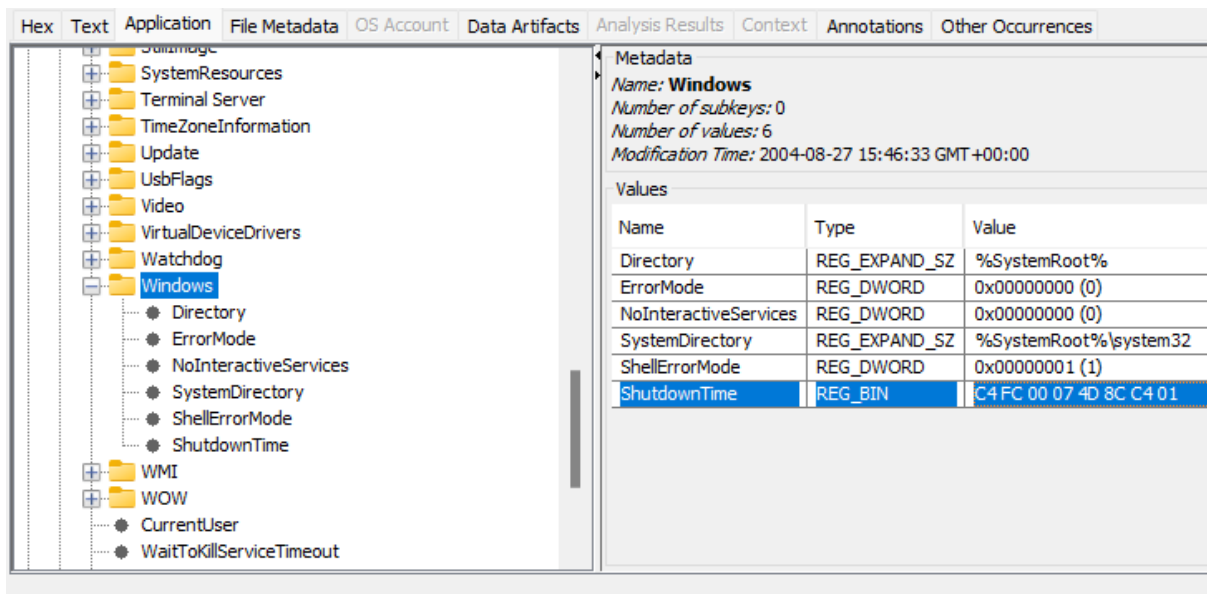 Hex Text Application File Metadata OS Account Data Artifacts Analysis Results Context Annotations Other Occurrences
SystemResources
Terminal Server
TimeZoneInformation
Update
UsbFlags
Video
VirtualDeviceDrivers
Watchdog
Windows
Directory
ErrorMode
NoInteractiveServices
SystemDirectory
ShellErrorMode
ShutdownTime
WMI
WOW
CurrentUser
WaitToKillServiceTimeout
Metadata
Name: Windows
Number of subkeys: 0
Number of values: 6
Modification Time: 2004-08-27 15:46:33 GMT+00:00
Values
Name Type Value
Directory REG_EXPAND_SZ %SystemRoot%
ErrorMode REG_DWORD 0x00000000 (0)
NoInteractiveServices REG_DWORD 0x00000000 (0)
SystemDirectory REG_EXPAND_SZ %SystemRoot%\system32
ShellErrorMode REG_DWORD 0x00000001 (1)
ShutdownTime REG_BIN C4 FC 00 07 4D 8C C4 01